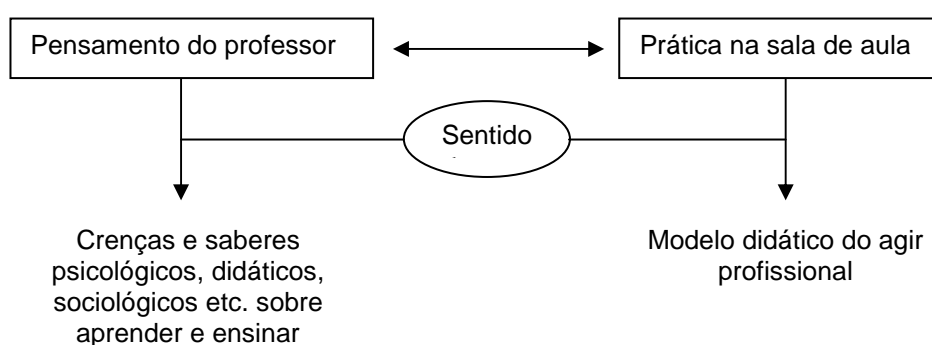 Pensamento do professor
Prática na sala de aula
Sentido
Crenças e saberes
psicológicos, didáticos,
sociológicos etc. sobre
aprender e ensinar
Modelo didático do agir
profissional